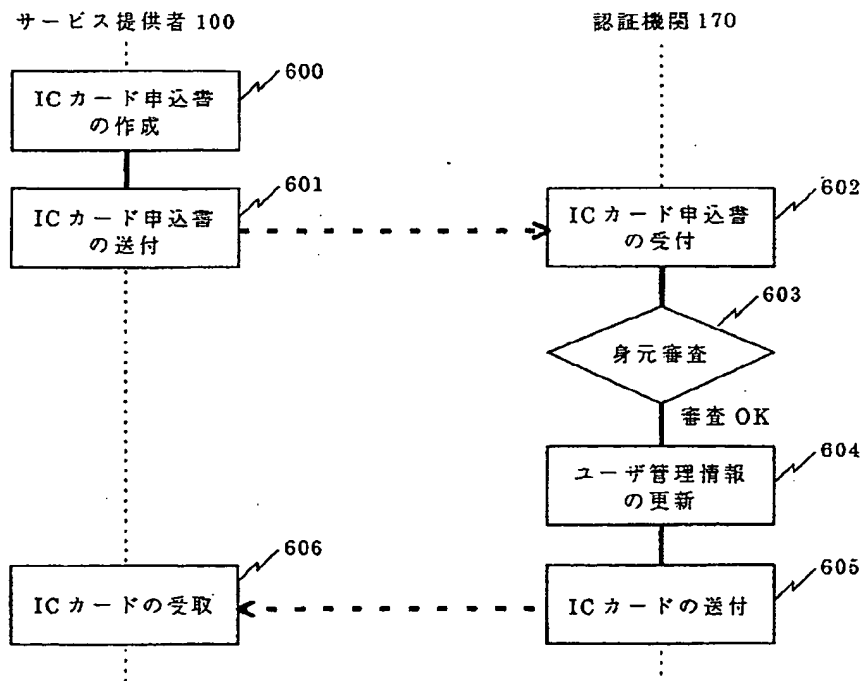 サービス提供者 100
認証機関 170
600
ICカード申込書
の作成
601
ICカード申込書
の送付
602
ICカード申込書
の受付
603
身元審査
審査 OK
604
ユーザ管理情報
の更新
606
ICカードの受取
605
ICカードの送付